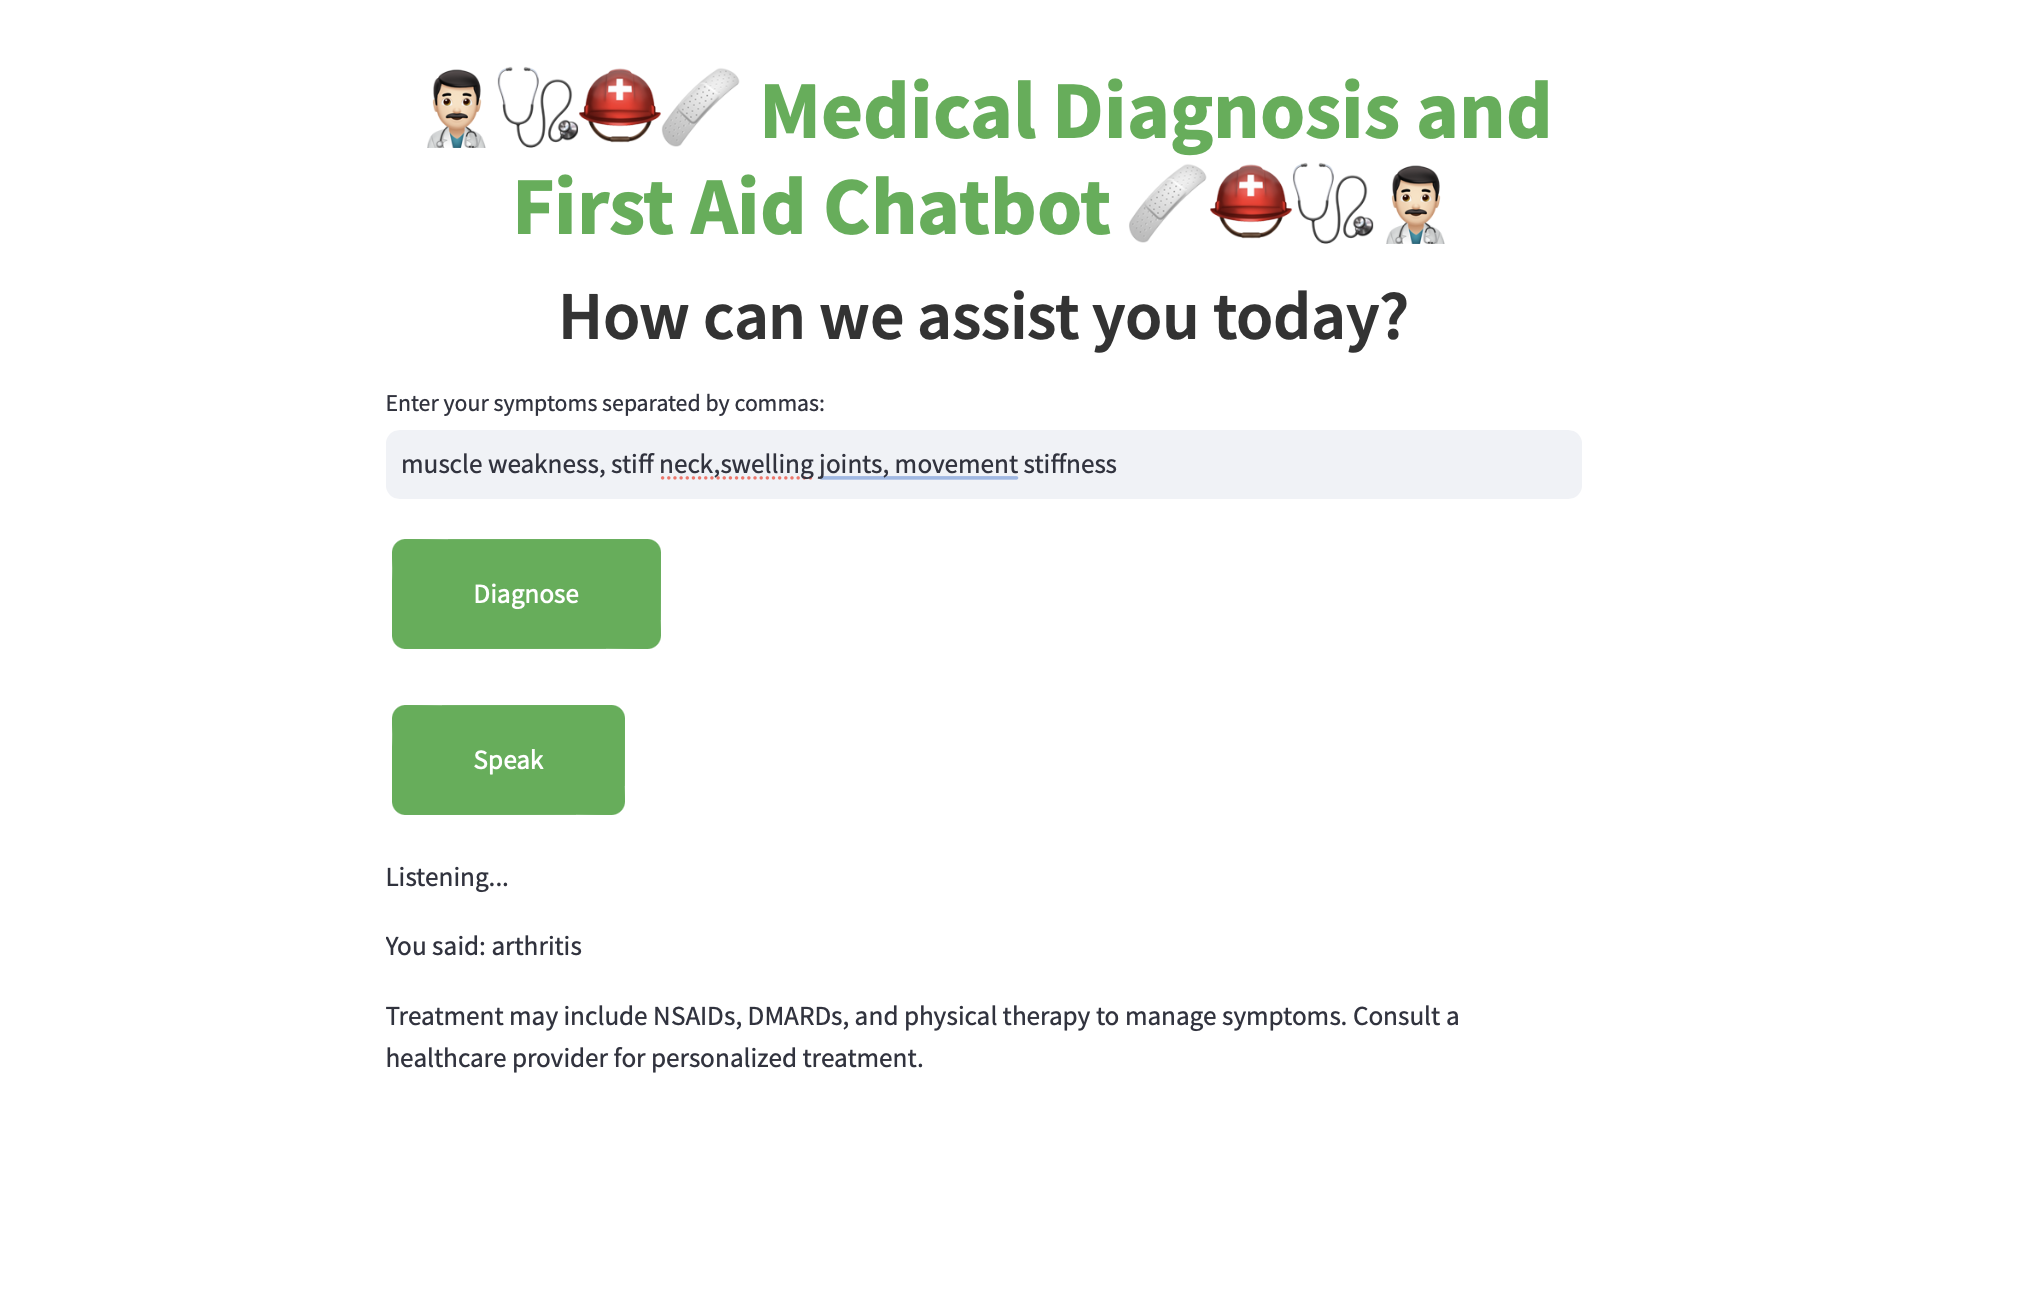 Medical Diagnosis and
First Aid Chatbot
How can we assist you today?
Enter your symptoms separated by commas:
muscle weakness, stiff neck,swelling joints, movement stiffness
Diagnose
Speak
Listening...
You said: arthritis
Treatment may include NSAIDs, DMARDs, and physical therapy to manage symptoms. Consult a
healthcare provider for personalized treatment.